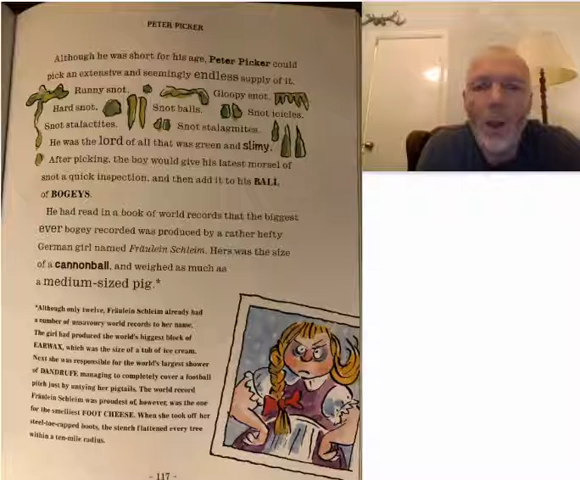 PETER PICKER
Although he was short for his age, Peter Picker could
pick an extensive and seemingly endless supply of it.
Runny snot. Gloopy snot.
Hard snot. Snot balls. Snot icicles.
Snot stalactites. Snot stalagmites.
He was the lord of all that was green and slimy.
After picking, the boy would give his latest morsel of
snot a quick inspection, and then add it to his BALL
of BOGEYS.
He had read in a book of world records that the biggest
ever bogey recorded was produced by a rather hefty
German girl named Fräulein Schleim. Hers was the size
of a cannonball, and weighed as much as
a medium-sized pig.*
*Although only twelve, Fräulein Schleim already had
a number of unsavoury world records to her name.
The girl had produced the world's biggest block of
EARWAX, which was the size of a tub of ice cream.
Next she was responsible for the world's largest shower
of DANDRUFF, managing to completely cover a football
pitch just by untying her pigtails. The world record
Fräulein Schleim was proudest of, however, was the one
for the smelliest FOOT CHEESE. When she took off her
steel-toe-capped boots, the stench flattened every tree
within a ten-mile radius.
- 117 -